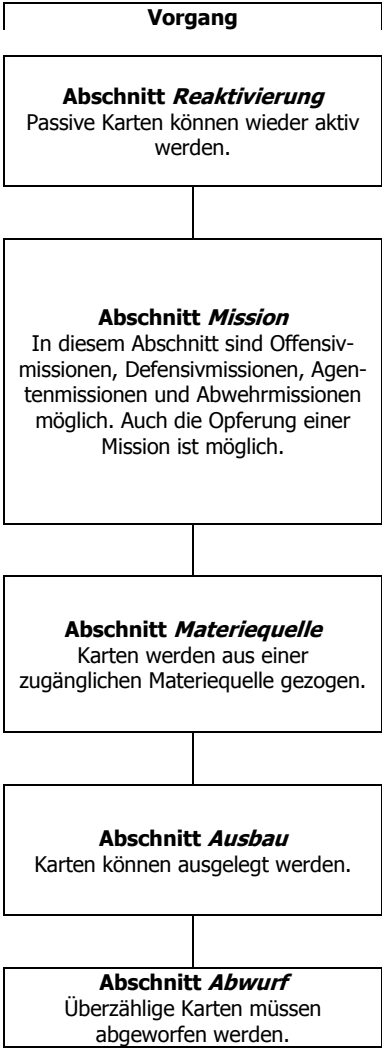 Vorgang
Abschnitt Reaktivierung
Passive Karten können wieder aktiv
werden.
Abschnitt Mission
In diesem Abschnitt sind Offensiv-
missionen, Defensivmissionen, Agen-
tenmissionen und Abwehrmissionen
möglich. Auch die Opferung einer
Mission ist möglich.
Abschnitt Materiequelle
Karten werden aus einer
zugänglichen Materiequelle gezogen.
Abschnitt Ausbau
Karten können ausgelegt werden.
Abschnitt Abwurf
Überzählige Karten müssen
abgeworfen werden.